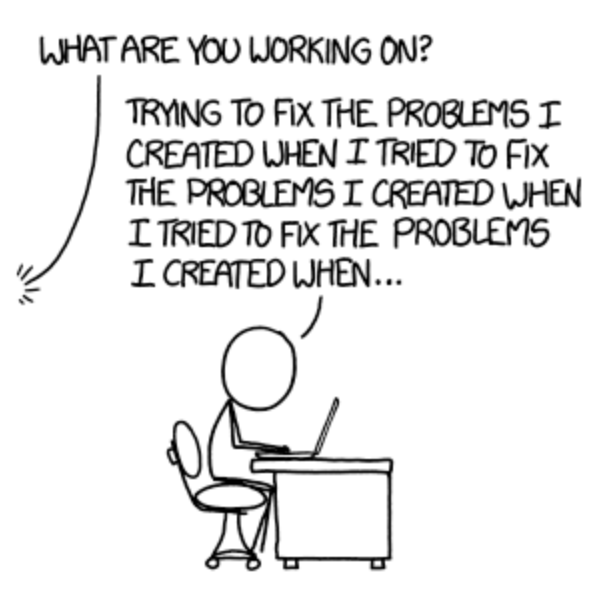 WHAT ARE YOU WORKING ON?
TRYING TO FIX THE PROBLEMS I
CREATED WHEN I TRIED TO FIX
THE PROBLEMS I CREATED WHEN
I TRIED TO FIX THE PROBLEMS
I CREATED WHEN...